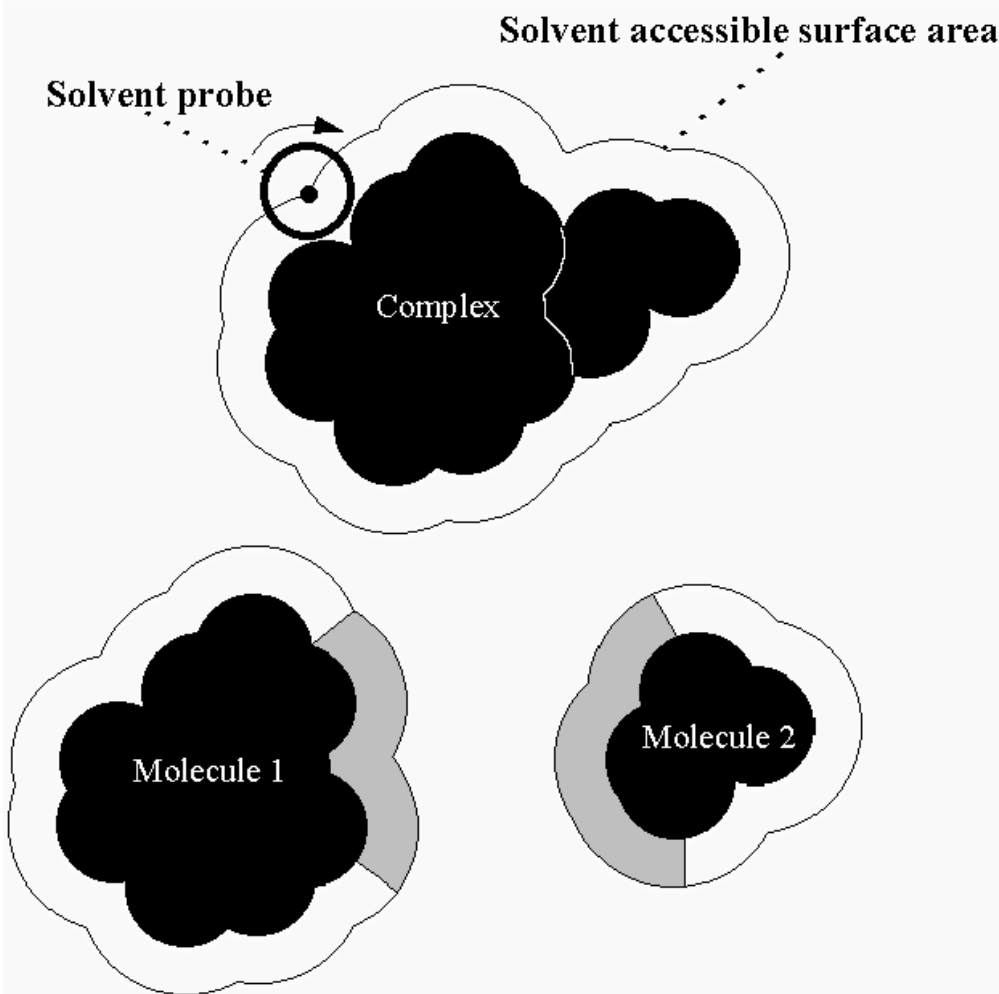 Solvent accessible surface area
Solvent probe
Complex
Molecule 1
Molecule 2